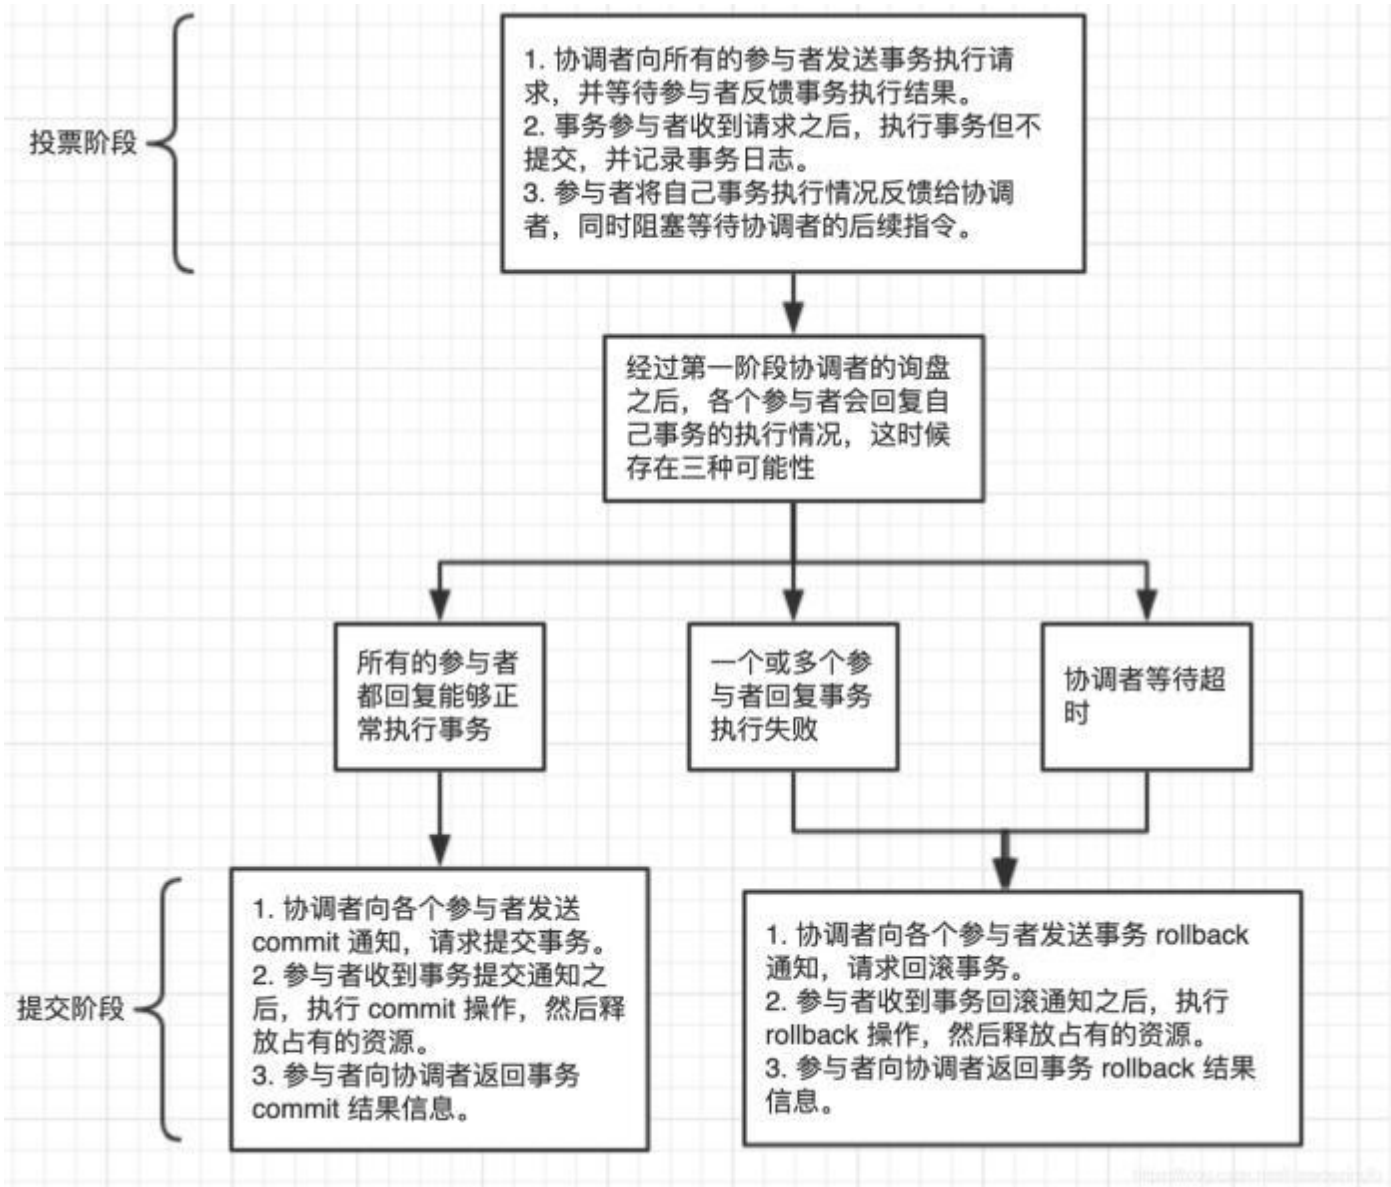 1. 协调者向所有的参与者发送事务执行请
求，并等待参与者反馈事务执行结果。
2. 事务参与者收到请求之后，执行事务但不
提交，并记录事务日志。
3. 参与者将自己事务执行情况反馈给协调
者，同时阻塞等待协调者的后续指令。
投票阶段
经过第一阶段协调者的询盘
之后，各个参与者会回复自
己事务的执行情况，这时候
存在三种可能性
所有的参与者
都回复能够正
常执行事务
一个或多个参
与者回复事务
执行失败
协调者等待超
时
提交阶段
1. 协调者向各个参与者发送
commit 通知，请求提交事务。
2. 参与者收到事务提交通知之
后，执行 commit 操作，然后释
放占有的资源。
3. 参与者向协调者返回事务
commit 结果信息。
1. 协调者向各个参与者发送事务 rollback
通知，请求回滚事务。
2. 参与者收到事务回滚通知之后，执行
rollback 操作，然后释放占有的资源。
3. 参与者向协调者返回事务 rollback 结果
信息。